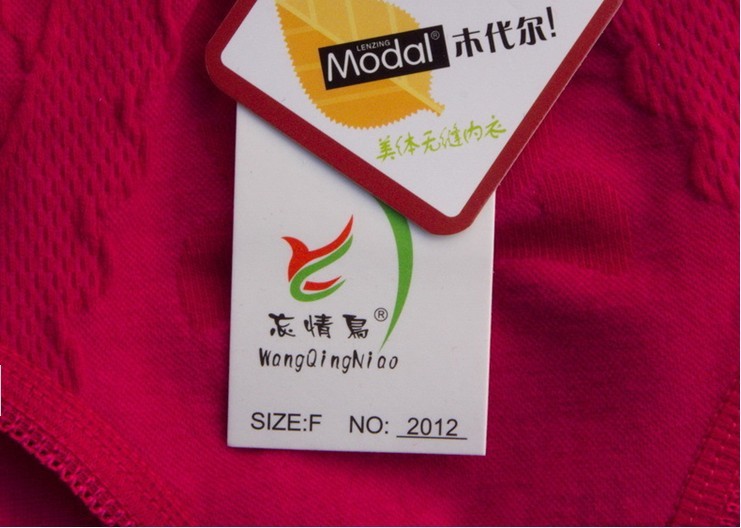 LENZING
Modal® 木代尔!
美体无缝内衣
忘情鸟®
WangQingNiao
SIZE:F NO: 2012